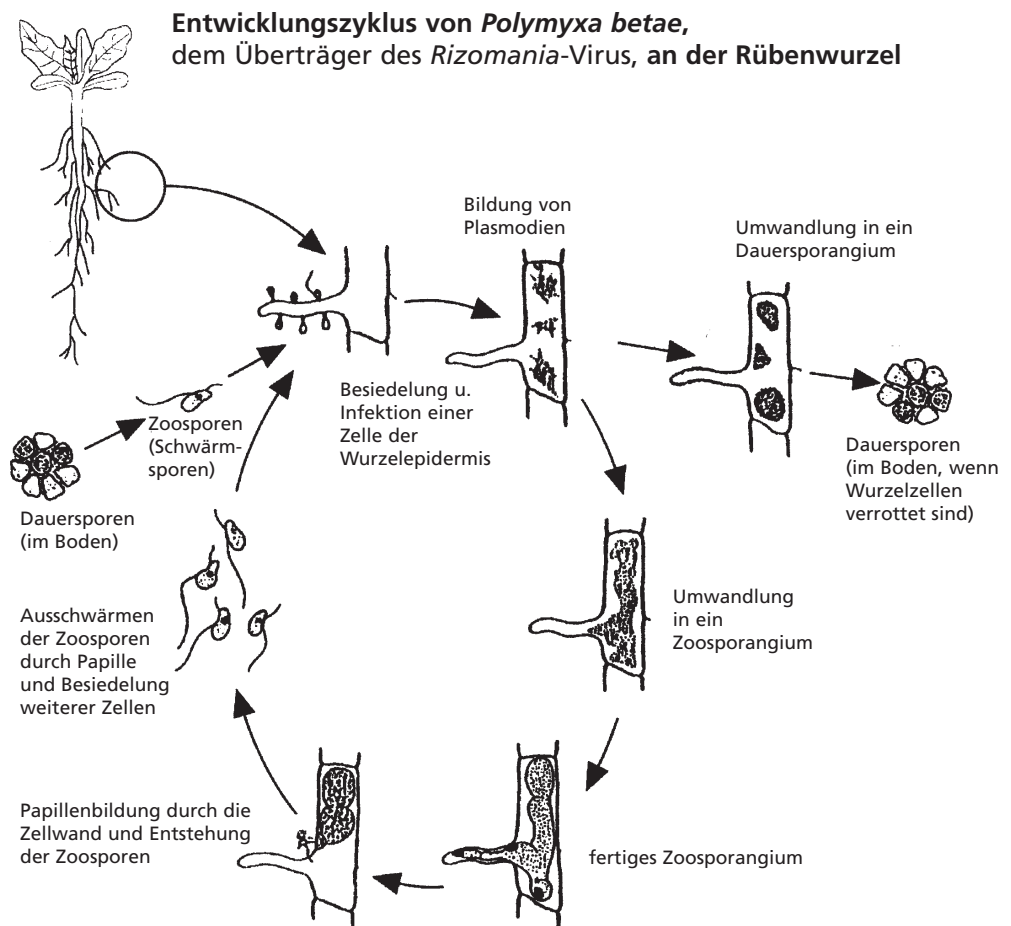 Entwicklungszyklus von Polymyxa betae,
dem Überträger des Rizomania-Virus, an der Rübenwurzel
Bildung von
Plasmodien
Umwandlung in ein
Dauersporangium
Besiedelung u.
Infektion einer
Zelle der
Wurzelepidermis
Zoosporen
(Schwärm-
sporen)
Dauersporen
(im Boden)
Dauersporen
(im Boden, wenn
Wurzelzellen
verrottet sind)
Umwandlung
in ein
Zoosporangium
Ausschwärmen
der Zoosporen
durch Papille
und Besiedelung
weiterer Zellen
Papillenbildung durch die
Zellwand und Entstehung
der Zoosporen
fertiges Zoosporangium